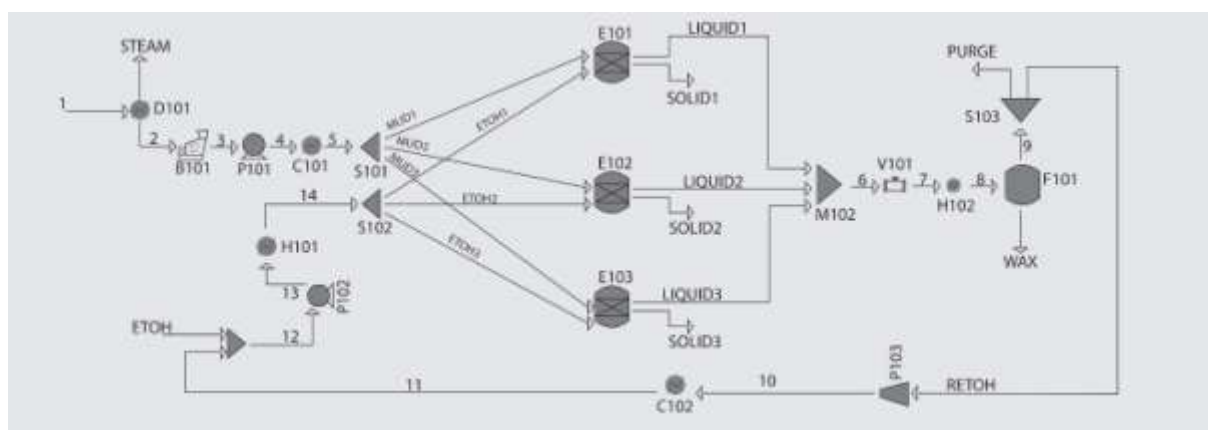 STEAM
1
D101
2
B101
3
P101
4
C101
5
S101
MUD1
MUD2
MUD3
ETOH1
ETOH2
ETOH3
14
S102
H101
13
P102
12
ETOH
11
C102
10
P103
RETOH
E101
LIQUID1
SOLID1
E102
LIQUID2
SOLID2
E103
LIQUID3
SOLID3
M102
6
V101
7
H102
8
F101
9
S103
PURGE
WAX